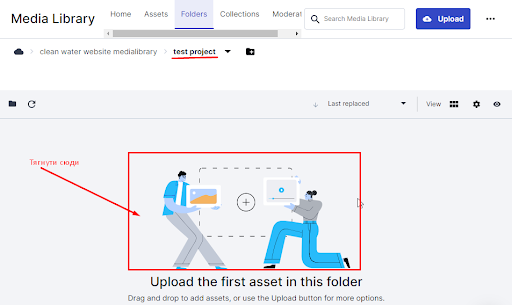 Media Library
Home Assets Folders Collections Moderat
Search Media Library
Upload
clean water website medialibrary
test project
Last replaced
View
Тягнути сюди
Upload the first asset in this folder
Drag and drop to add assets, or use the Upload button for more options.